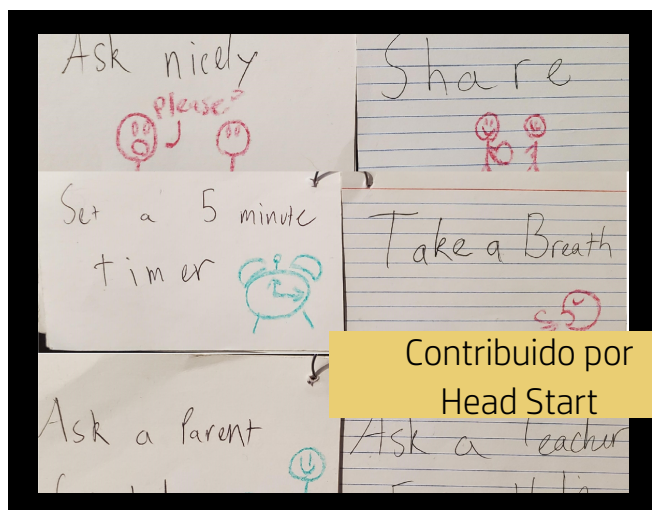 Ask nicely
please?
Share
Set a 5 minute
timer
Take a Breath
Contribuido por
Head Start
Ask a Parent
Ask a Teacher